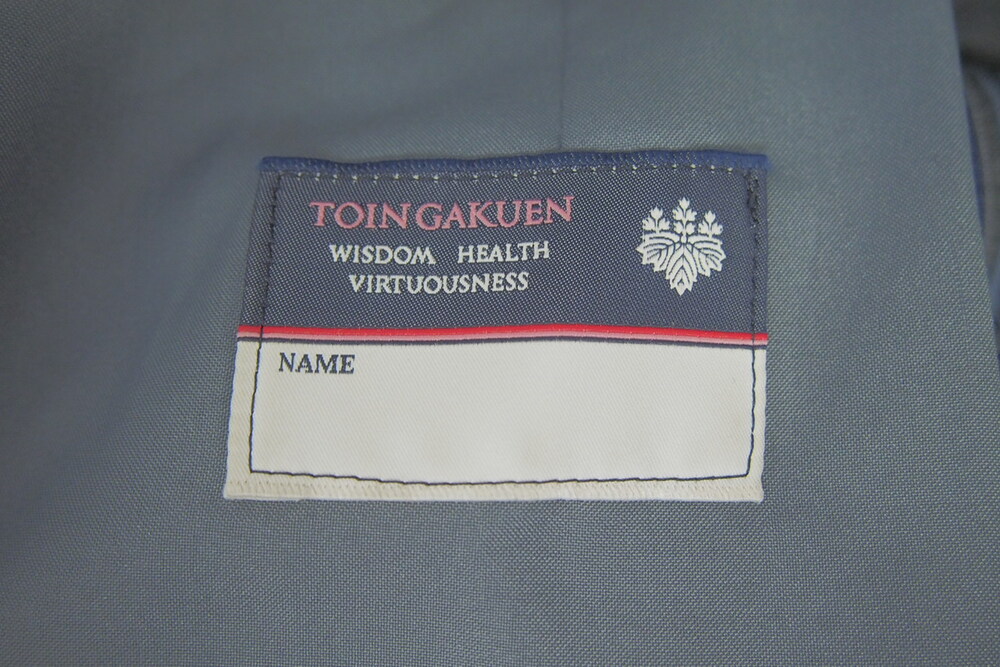 TOIN GAKUEN
WISDOM HEALTH
VIRTUOUSNESS
NAME